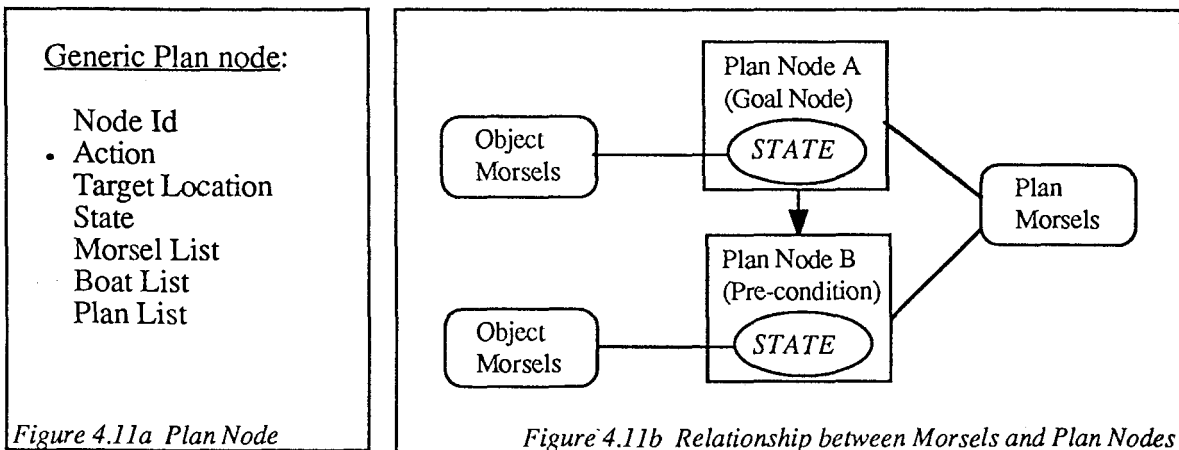 Generic Plan node:
Node Id
• Action
Target Location
State
Morsel List
Boat List
Plan List
Figure 4.11a Plan Node
Plan Node A
(Goal Node)
STATE
Object
Morsels
Plan
Morsels
Plan Node B
(Pre-condition)
STATE
Object
Morsels
Figure 4.11b Relationship between Morsels and Plan Nodes